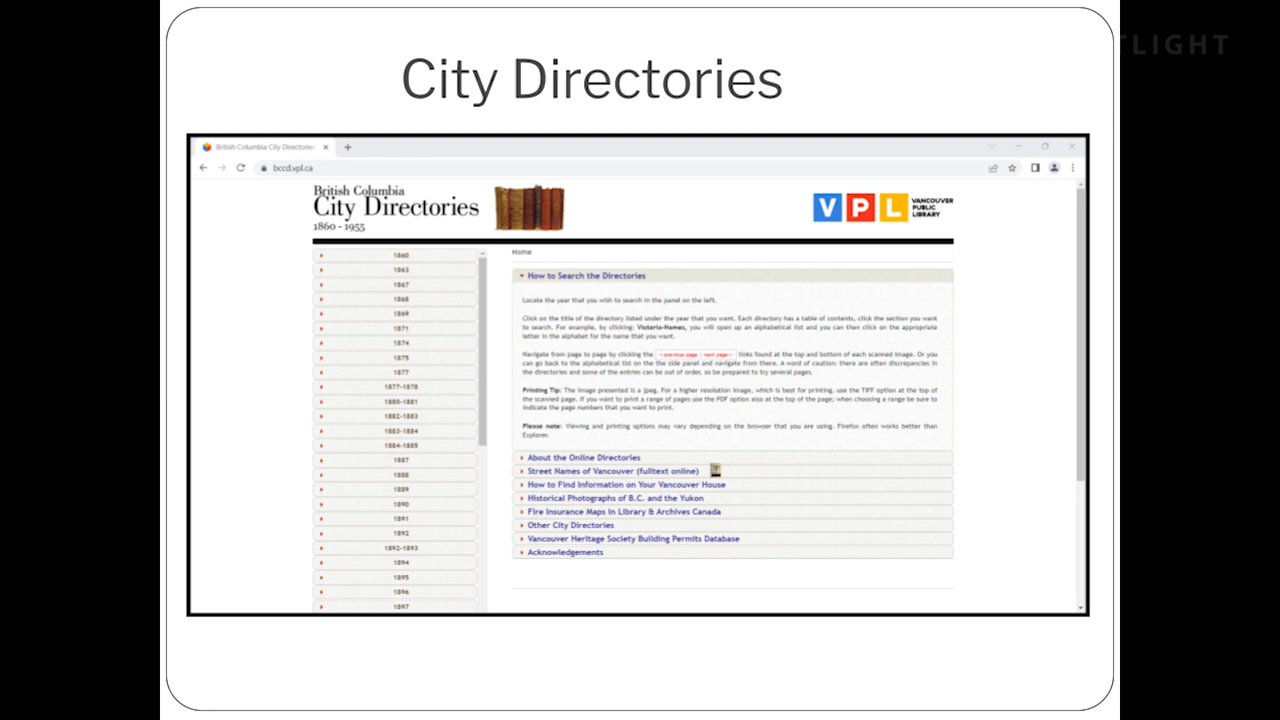 TLIGHT
City Directories
British Columbia City Directories
bccd.vpl.ca
British Columbia
City Directories
1860 - 1955
V P L VANCOUVER
PUBLIC
LIBRARY
1860
1863
1867
1868
1869
1871
1874
1875
1877
1877-1878
1880-1881
1882-1883
1883-1884
1884-1885
1887
1888
1889
1890
1891
1892
1892-1893
1894
1895
1896
1897
Home
How to Search the Directories
Locate the year that you wish to search in the panel on the left.
Click on the title of the directory listed under the year that you want. Each directory has a table of contents, click the section you want
to search. For example, by clicking: Victoria-Names, you will open up an alphabetical list and you can then click on the appropriate
letter in the alphabet for the name that you want.
Navigate from page to page by clicking the <-previous page | next page-> links found at the top and bottom of each scanned image. Or you
can go back to the alphabetical list on the the side panel and navigate from there. A word of caution: there are often discrepancies in
the directories and some of the entries can be out of order, so be prepared to try several pages.
Printing Tip: The image presented is a jpeg. For a higher resolution image, which is best for printing, use the TIFF option at the top of
the scanned page. If you want to print a range of pages use the PDF option also at the top of the page; when choosing a range be sure to
indicate the page numbers that you want to print.
Please note: Viewing and printing options may vary depending on the browser that you are using. Firefox often works better than
Explorer.
About the Online Directories
Street Names of Vancouver (fulltext online)
How to Find Information on Your Vancouver House
Historical Photographs of B.C. and the Yukon
Fire Insurance Maps in Library & Archives Canada
Other City Directories
Vancouver Heritage Society Building Permits Database
Acknowledgements